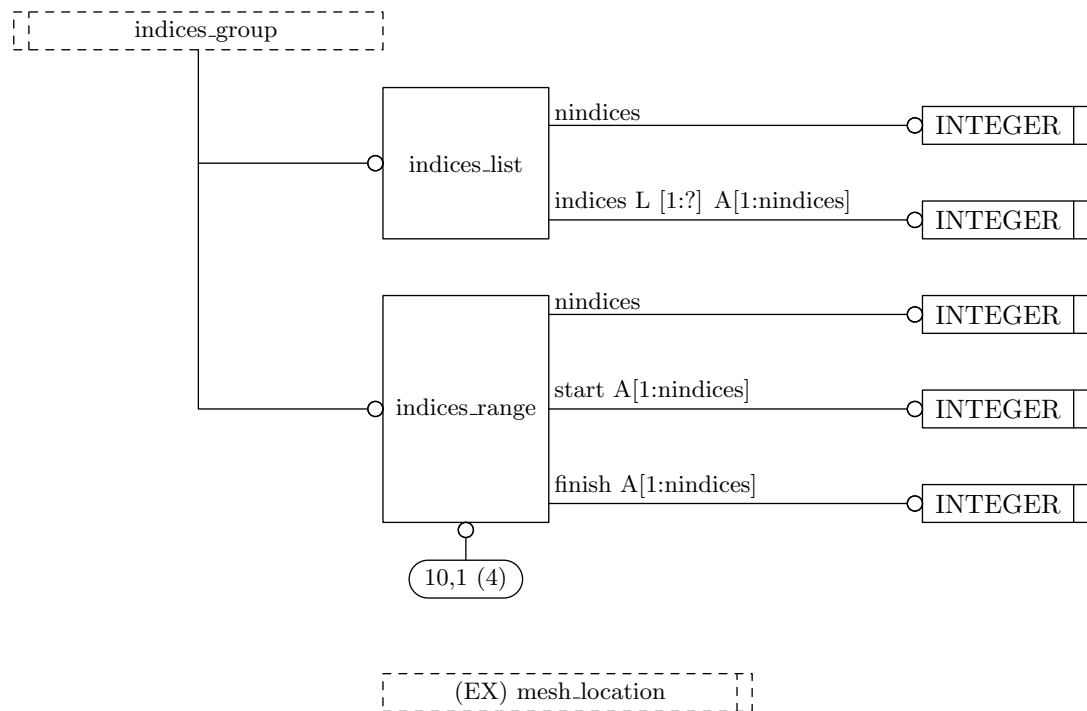 indices_group
nindices
INTEGER
indices_list
indices L [1:?] A[1:nindices]
INTEGER
nindices
INTEGER
start A[1:nindices]
indices_range
INTEGER
finish A[1:nindices]
INTEGER
10,1 (4)
(EX) mesh_location